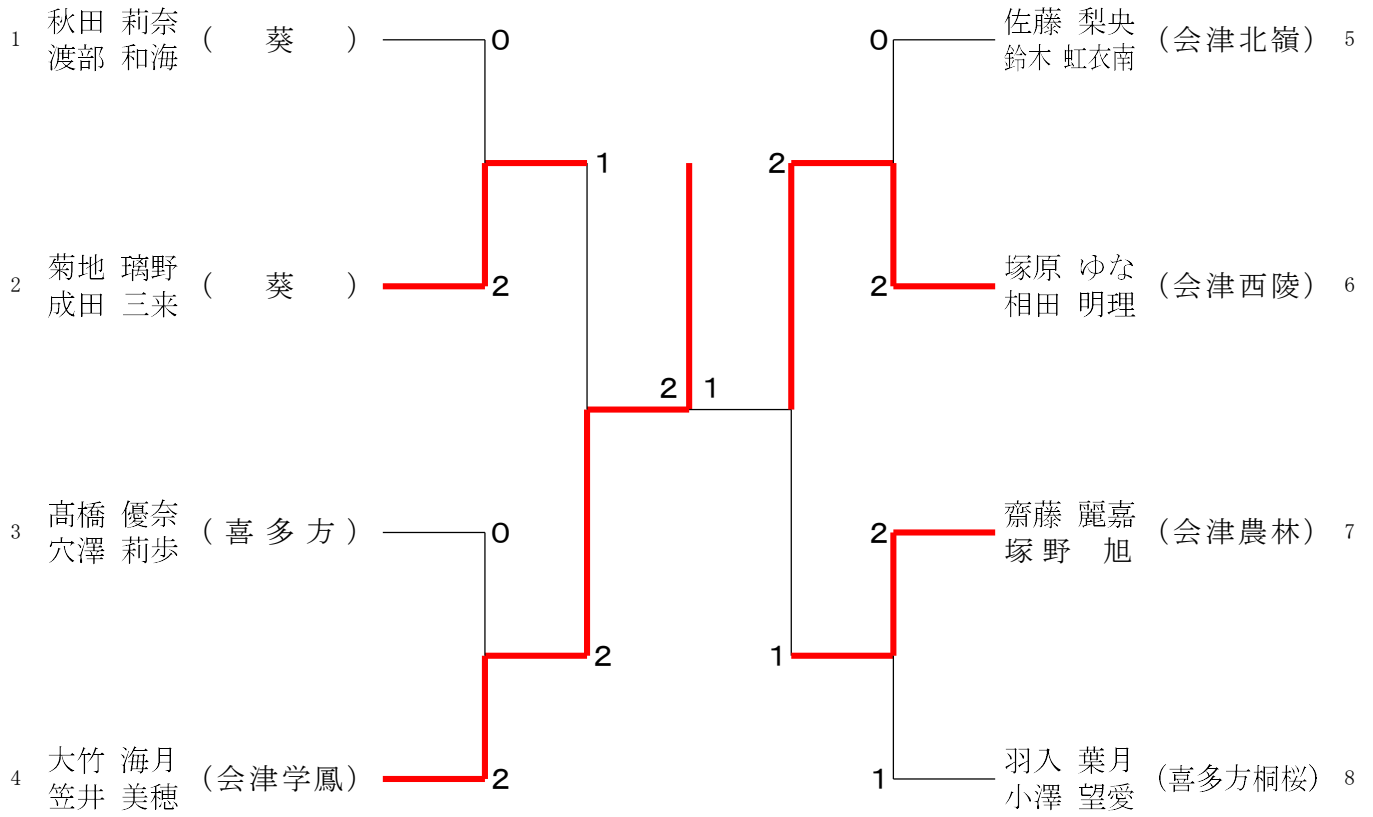 秋田 莉奈
1 渡部 和海 ( 葵 ) 0
菊地 璃野
2 成田 三来 ( 葵 ) 2
1
髙橋 優奈
3 穴澤 莉歩 ( 喜多方 ) 0
大竹 海月
4 笠井 美穂 (会津学鳳) 2
2
2 1
佐藤 梨央
0 鈴木 虹衣南 (会津北嶺) 5
2
塚原 ゆな
2 相田 明理 (会津西陵) 6
齋藤 麗嘉
2 塚野 旭 (会津農林) 7
1
羽入 葉月
1 小澤 望愛 (喜多方桐桜) 8